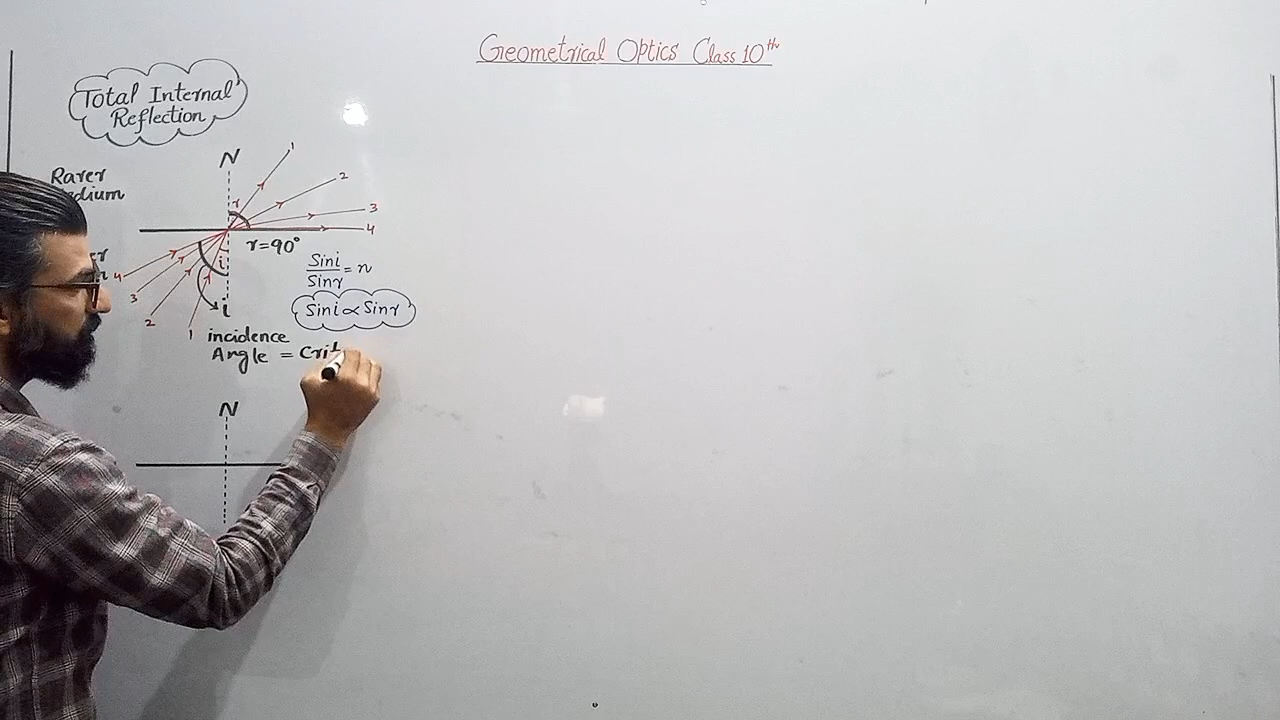 Geometrical Optics Class 10th
Total Internal
Reflection
N
1
2
Rarer
r
3
4
r=90°
i
Sini/Sinr = n
4
3
2
1
i
Sini ∝ Sinr
incidence
Angle = Crit
N